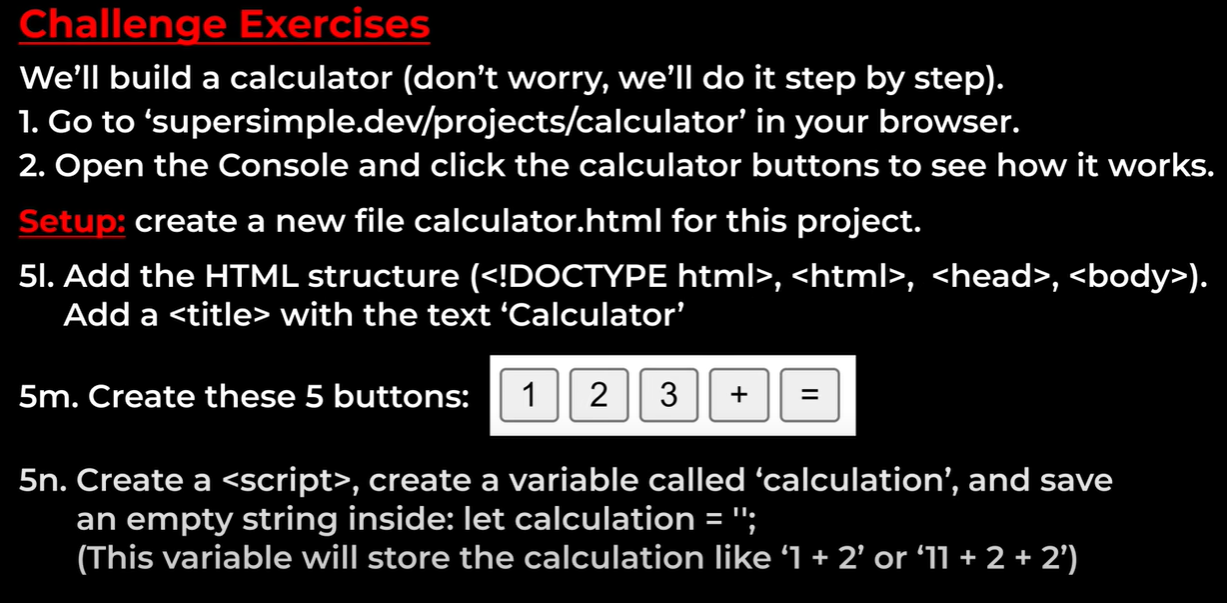 Challenge Exercises
We’ll build a calculator (don’t worry, we’ll do it step by step).
1. Go to ‘supersimple.dev/projects/calculator’ in your browser.
2. Open the Console and click the calculator buttons to see how it works.
Setup: create a new file calculator.html for this project.
5l. Add the HTML structure (<!DOCTYPE html>, <html>, <head>, <body>).
Add a <title> with the text ‘Calculator’
5m. Create these 5 buttons: 1 2 3 + =
5n. Create a <script>, create a variable called ‘calculation’, and save
an empty string inside: let calculation = '';
(This variable will store the calculation like ‘1 + 2’ or ‘11 + 2 + 2’)